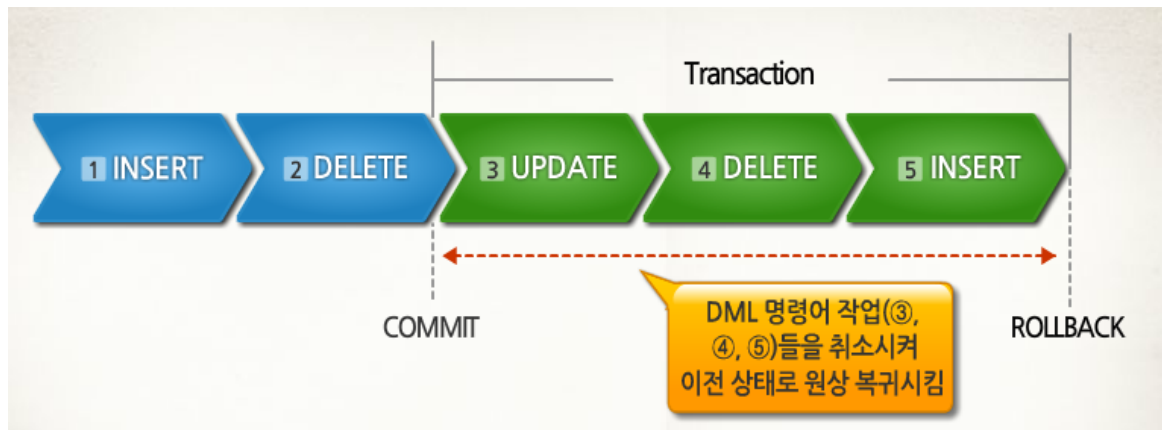 Transaction
1 INSERT
2 DELETE
3 UPDATE
4 DELETE
5 INSERT
COMMIT
DML 명령어 작업(③,
④, ⑤)들을 취소시켜
이전 상태로 원상 복귀시킴
ROLLBACK